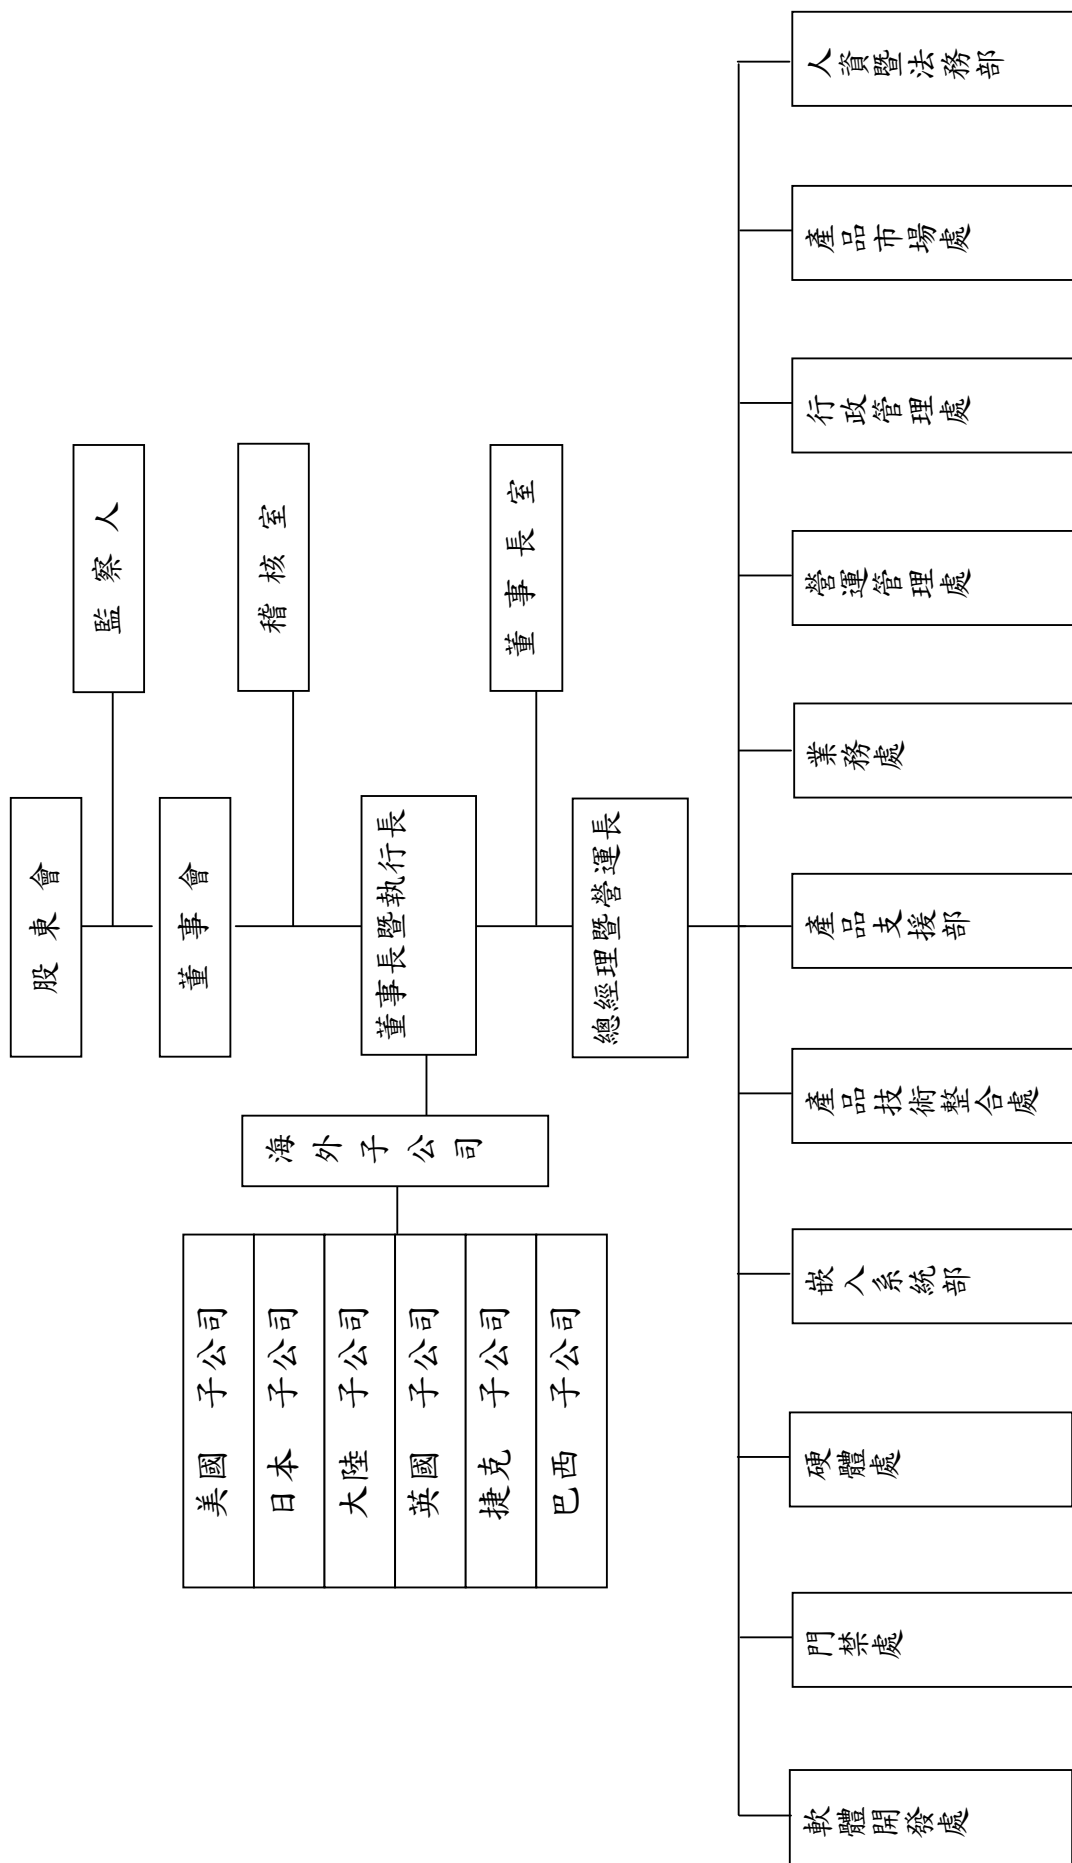 股東會
監察人
董事會
稽核室
董事長暨執行長
董事長室
總經理暨營運長
海外子公司
美國 子公司
日本 子公司
大陸 子公司
英國 子公司
捷克 子公司
巴西 子公司
軟體開發處
門禁處
硬體處
嵌入系統部
產品技術整合處
產品支援部
業務處
營運管理處
行政管理處
產品市場處
人資暨法務部